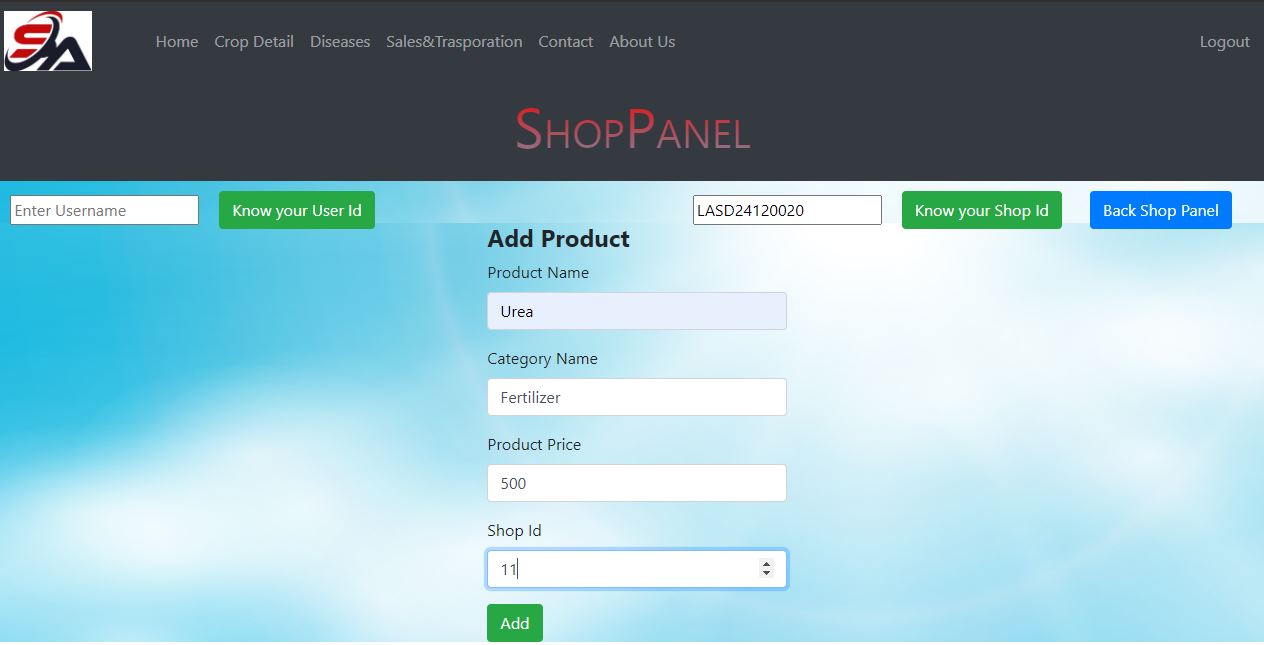 SA
Home Crop Detail Diseases Sales&Trasporation Contact About Us Logout
ShopPanel
Enter Username Know your User Id LASD24120020 Know your Shop Id Back Shop Panel
Add Product
Product Name
Urea
Category Name
Fertilizer
Product Price
500
Shop Id
11
Add